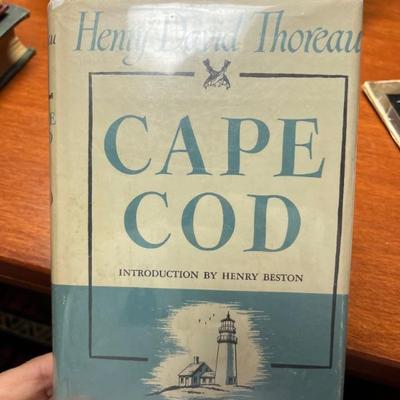 Henry David Thoreau
CAPE
COD
INTRODUCTION BY HENRY BESTON